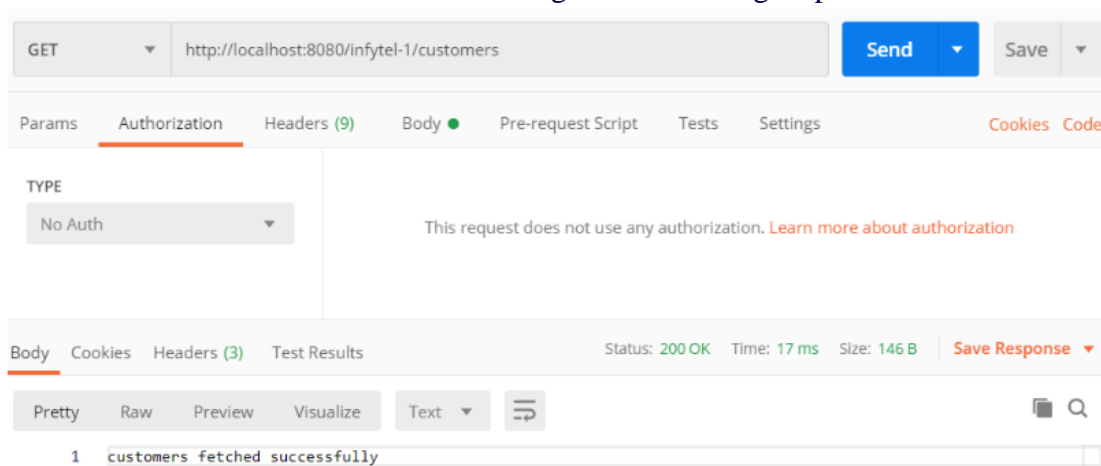 GET http://localhost:8080/infytel-1/customers Send Save
Params Authorization Headers (9) Body Pre-request Script Tests Settings Cookies Code
TYPE
No Auth
This request does not use any authorization. Learn more about authorization
Body Cookies Headers (3) Test Results Status: 200 OK Time: 17 ms Size: 146 B Save Response
Pretty Raw Preview Visualize Text
1 customers fetched successfully